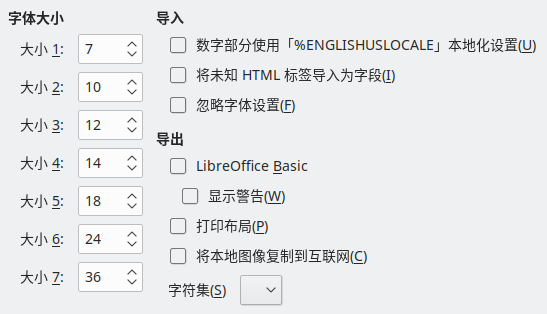 字体大小
大小 1: 7
大小 2: 10
大小 3: 12
大小 4: 14
大小 5: 18
大小 6: 24
大小 7: 36
导入
数字部分使用「%ENGLISHUSLOCALE」本地化设置(U)
将未知 HTML 标签导入为字段(I)
忽略字体设置(F)
导出
LibreOffice Basic
显示警告(W)
打印布局(P)
将本地图像复制到互联网(C)
字符集(S)